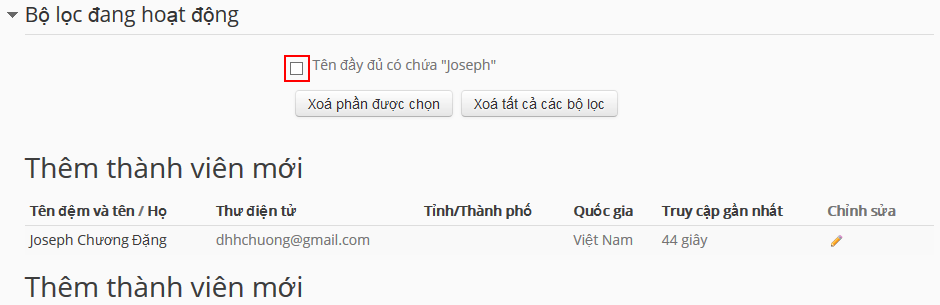 Bộ lọc đang hoạt động
Tên đầy đủ có chứa "Joseph"
Xoá phần được chọn Xoá tất cả các bộ lọc
Thêm thành viên mới
Tên đệm và tên / Họ Thư điện tử Tỉnh/Thành phố Quốc gia Truy cập gần nhất Chỉnh sửa
Joseph Chương Đặng dhhchuong@gmail.com Việt Nam 44 giây
Thêm thành viên mới